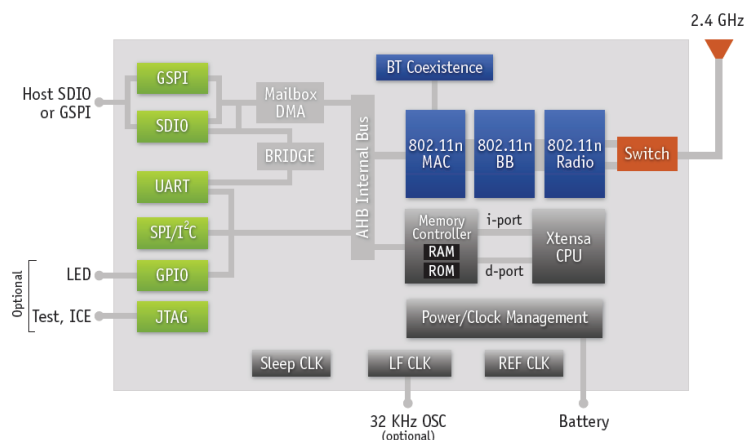 2.4 GHz
Host SDIO
or GSPI
GSPI
SDIO
UART
SPI/I²C
GPIO
JTAG
LED
Test, ICE
Optional
Mailbox
DMA
BRIDGE
AHB Internal Bus
BT Coexistence
802.11n
MAC
802.11n
BB
802.11n
Radio
Switch
Memory
Controller
RAM
ROM
i-port
d-port
Xtensa
CPU
Power/Clock Management
Sleep CLK
LF CLK
REF CLK
32 KHz OSC
(optional)
Battery